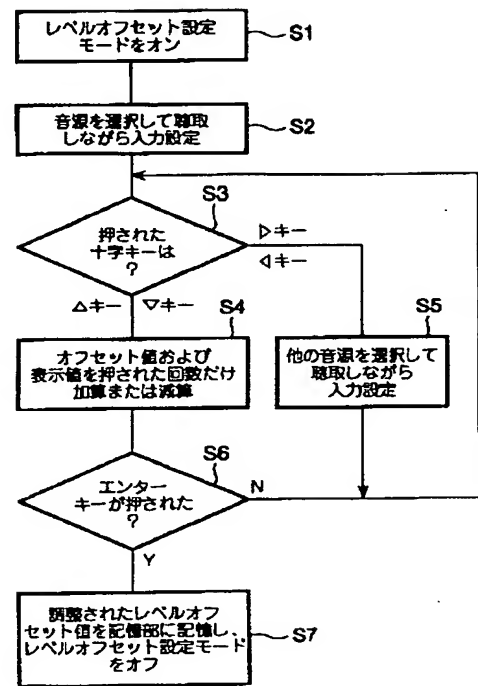 レベルオフセット設定
モードをオン
S1
音源を選択して聴取
しながら入力設定
S2
S3
押された
十字キーは
?
▷キー
◁キー
△キー ▽キー
S4
オフセット値および
表示値を押された回数だけ
加算または減算
S5
他の音源を選択して
聴取しながら
入力設定
S6
エンター
キーが押された
?
N
Y
調整されたレベルオフ
セット値を記憶部に記憶し、
レベルオフセット設定モード
をオフ
S7